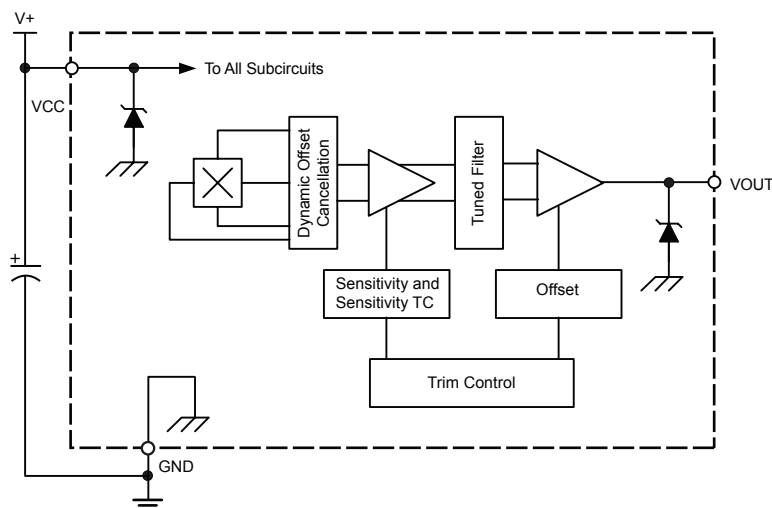 V+
To All Subcircuits
VCC
Dynamic Offset
Cancellation
Tuned Filter
VOUT
+
Sensitivity and
Sensitivity TC
Offset
Trim Control
GND